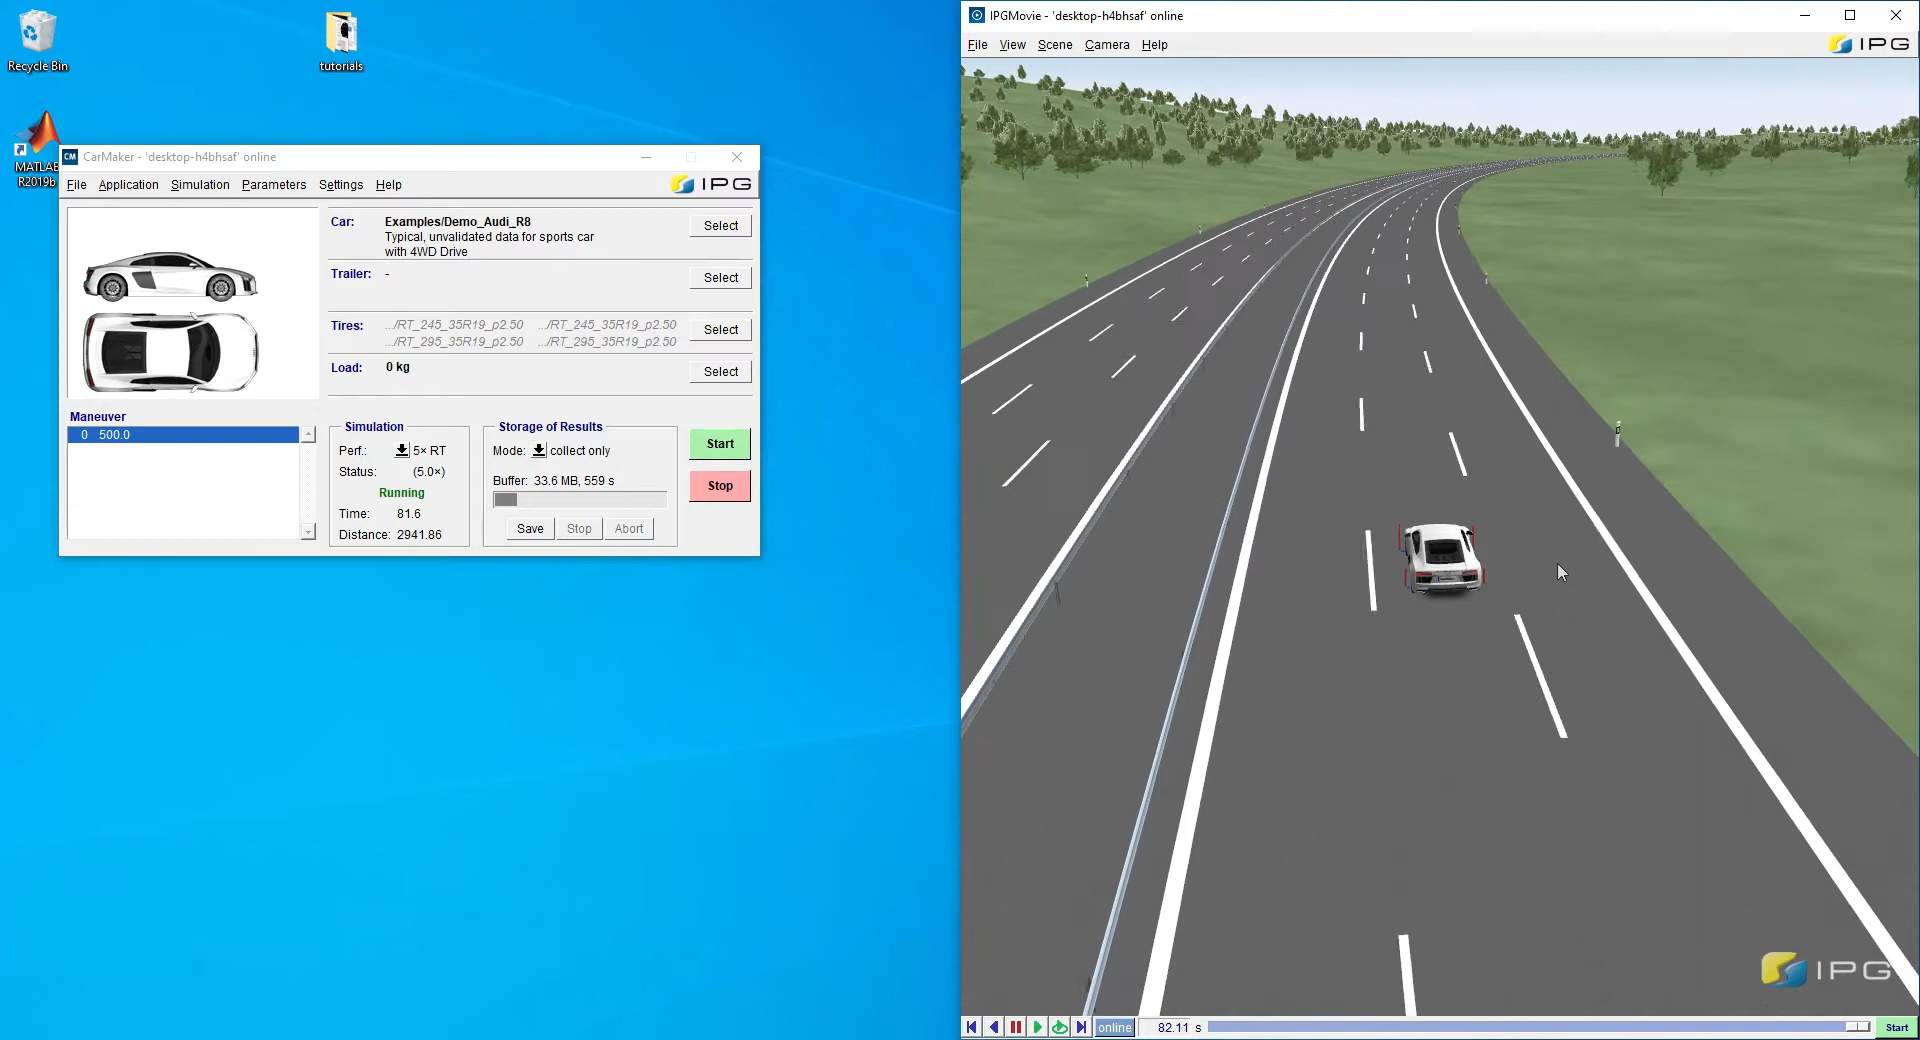 Recycle Bin
tutorials
MATLAB
R2019b
CarMaker - 'desktop-h4bhsaf' online
File Application Simulation Parameters Settings Help
IPG
Car: Examples/Demo_Audi_R8
Typical, unvalidated data for sports car
with 4WD Drive
Select
Trailer: -
Select
Tires: .../RT_245_35R19_p2.50 .../RT_245_35R19_p2.50
.../RT_295_35R19_p2.50 .../RT_295_35R19_p2.50
Select
Load: 0 kg
Select
Maneuver
0 500.0
Simulation
Perf.: 5× RT
Status: (5.0×)
Running
Time: 81.6
Distance: 2941.86
Storage of Results
Mode: collect only
Buffer: 33.6 MB, 559 s
Save Stop Abort
Start
Stop
IPGMovie - 'desktop-h4bhsaf' online
File View Scene Camera Help
IPG
IPG
online 82.11 s
Start